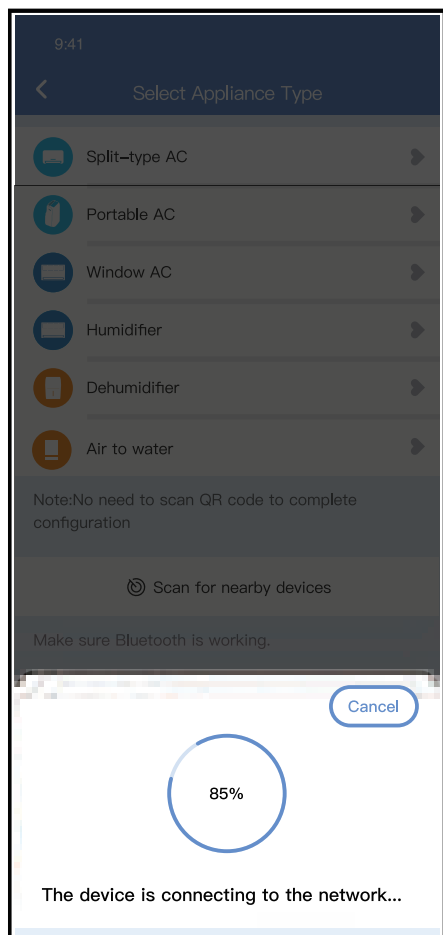 9:41
Select Appliance Type
Split-type AC
Portable AC
Window AC
Humidifier
Dehumidifier
Air to water
Note:No need to scan QR code to complete
configuration
Scan for nearby devices
Make sure Bluetooth is working.
Cancel
85%
The device is connecting to the network...